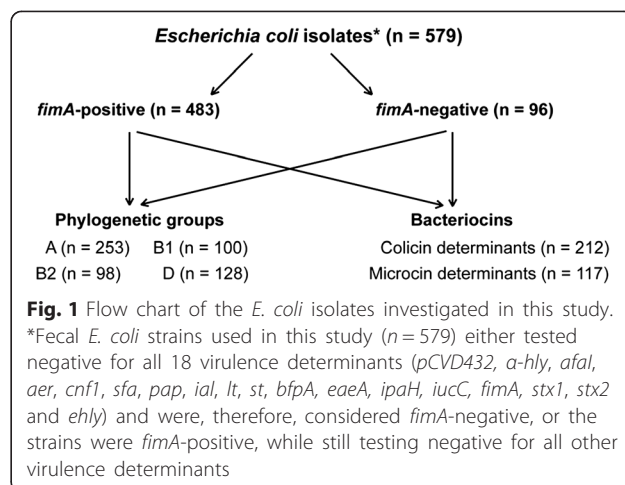 Escherichia coli isolates* (n = 579)
fimA-positive (n = 483)
fimA-negative (n = 96)
Phylogenetic groups
A (n = 253) B1 (n = 100)
B2 (n = 98) D (n = 128)
Bacteriocins
Colicin determinants (n = 212)
Microcin determinants (n = 117)
Fig. 1 Flow chart of the E. coli isolates investigated in this study.
*Fecal E. coli strains used in this study (n = 579) either tested
negative for all 18 virulence determinants (pCVD432, α-hly, afaI,
aer, cnf1, sfa, pap, ial, lt, st, bfpA, eaeA, ipaH, iucC, fimA, stx1, stx2
and ehly) and were, therefore, considered fimA-negative, or the
strains were fimA-positive, while still testing negative for all other
virulence determinants